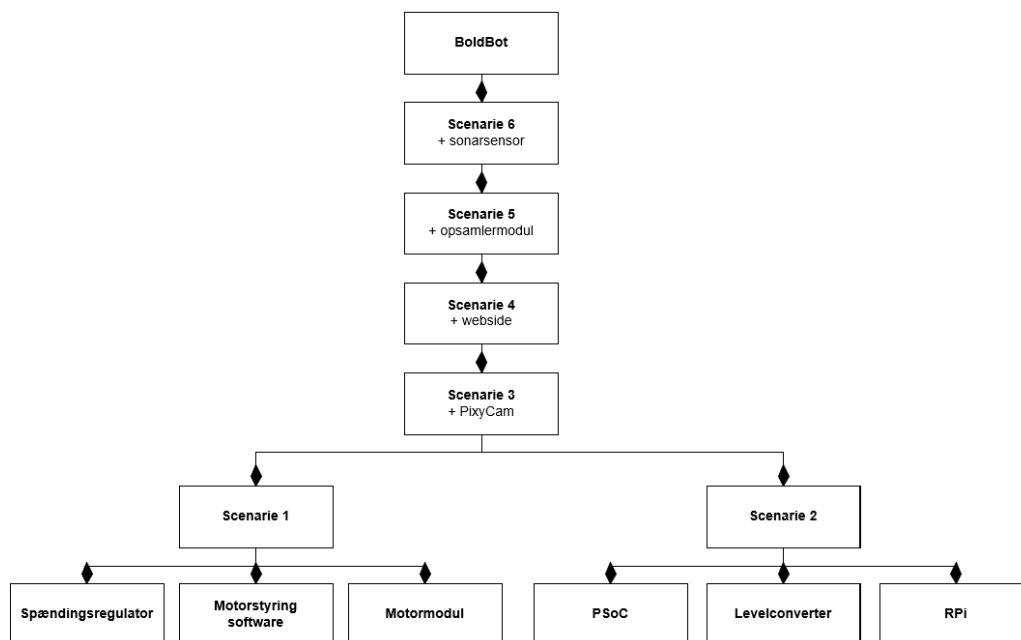 BoldBot
Scenarie 6
+ sonarsensor
Scenarie 5
+ opsamlermodul
Scenarie 4
+ webside
Scenarie 3
+ PixyCam
Scenarie 1
Scenarie 2
Spændingsregulator
Motorstyring
software
Motormodul
PSoC
Levelconverter
RPi